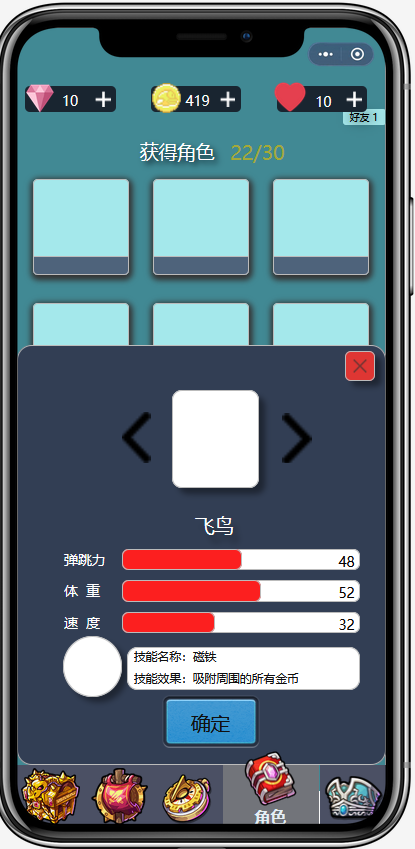 10 419 10
好友 1
获得角色 22/30
飞鸟
弹跳力 48
体 重 52
速 度 32
技能名称：磁铁
技能效果：吸附周围的所有金币
确定
角色